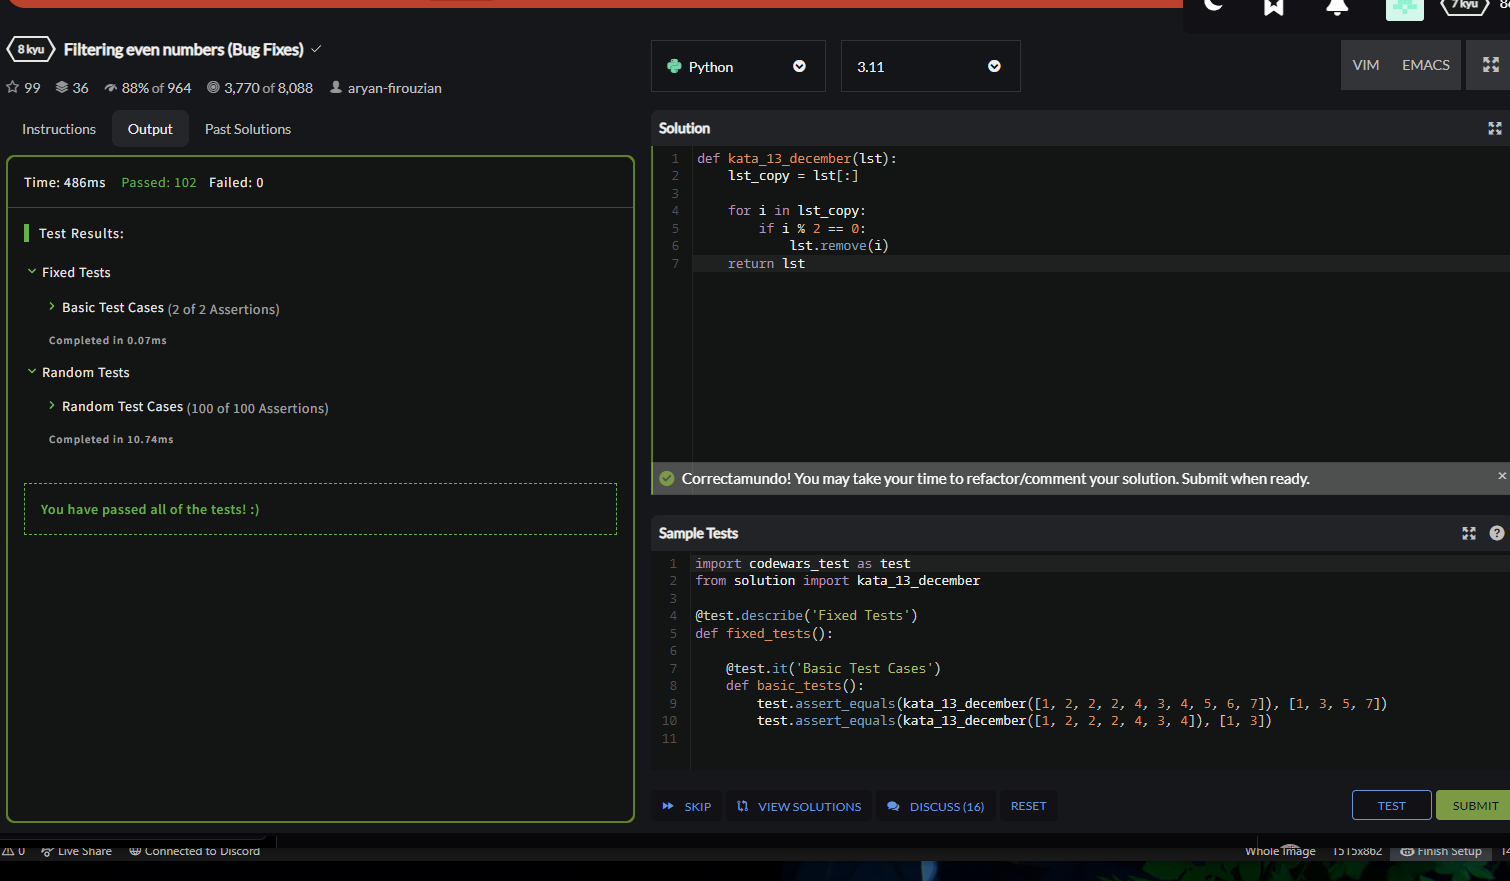 7 kyu
8 kyu Filtering even numbers (Bug Fixes)
99 36 88% of 964 3,770 of 8,088 aryan-firouzian
Instructions Output Past Solutions
Time: 486ms Passed: 102 Failed: 0
Test Results:
Fixed Tests
Basic Test Cases (2 of 2 Assertions)
Completed in 0.07ms
Random Tests
Random Test Cases (100 of 100 Assertions)
Completed in 10.74ms
You have passed all of the tests! :)
Python 3.11 VIM EMACS
Solution
1 def kata_13_december(lst):
2 lst_copy = lst[:]
3
4 for i in lst_copy:
5 if i % 2 == 0:
6 lst.remove(i)
7 return lst
Correctamundo! You may take your time to refactor/comment your solution. Submit when ready.
Sample Tests
1 import codewars_test as test
2 from solution import kata_13_december
3
4 @test.describe('Fixed Tests')
5 def fixed_tests():
6
7 @test.it('Basic Test Cases')
8 def basic_tests():
9 test.assert_equals(kata_13_december([1, 2, 2, 2, 4, 3, 4, 5, 6, 7]), [1, 3, 5, 7])
10 test.assert_equals(kata_13_december([1, 2, 2, 2, 4, 3, 4]), [1, 3])
11
SKIP VIEW SOLUTIONS DISCUSS (16) RESET TEST SUBMIT
0 Live Share Connected to Discord Whole Image 1515x862 Finish Setup